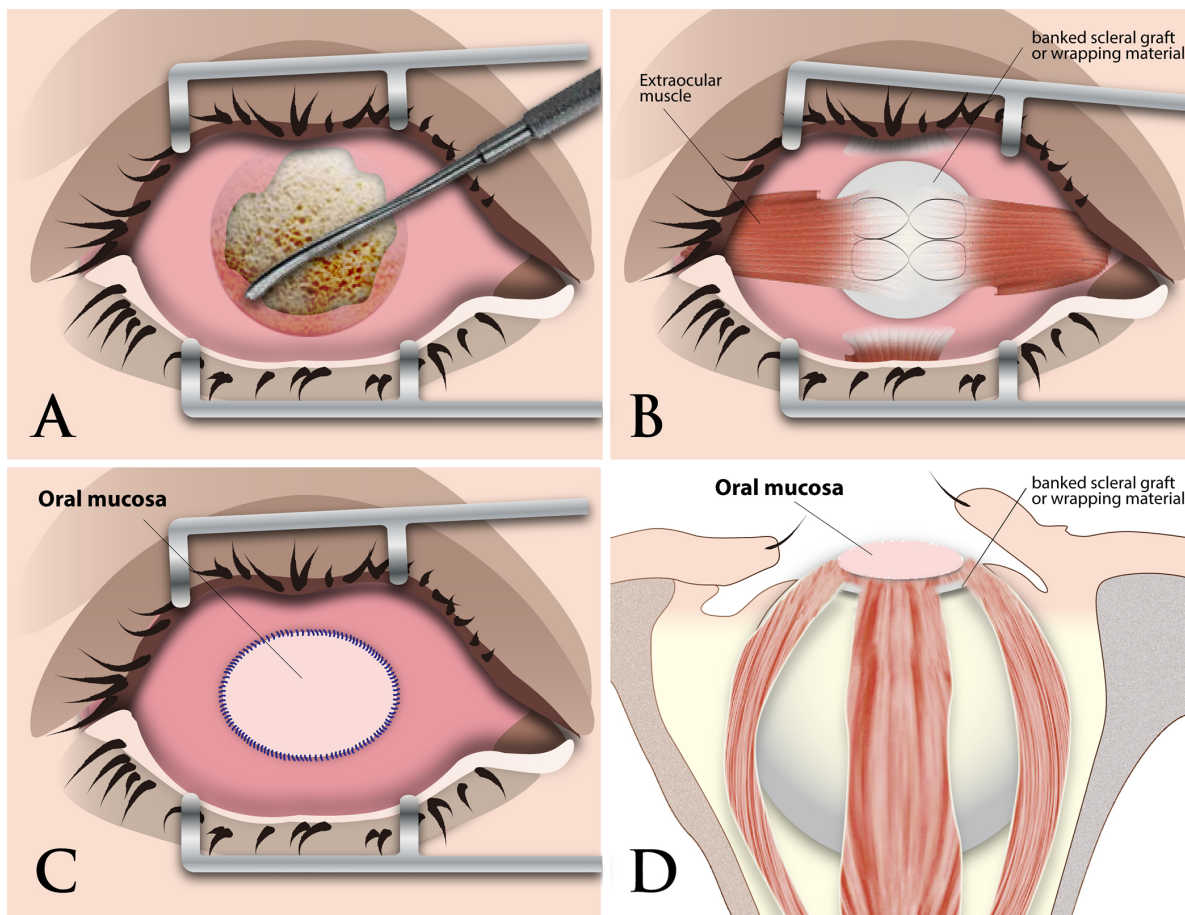 A
Extraocular
muscle
banked scleral graft
or wrapping material
B
Oral mucosa
C
Oral mucosa
banked scleral graft
or wrapping material
D